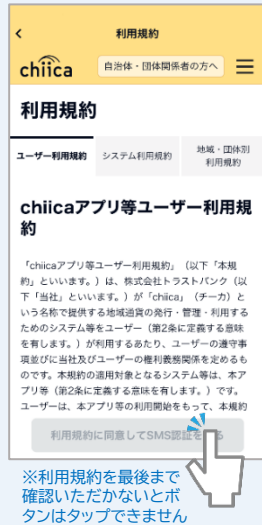 利用規約
chiica
自治体・団体関係者の方へ
利用規約
ユーザー利用規約
システム利用規約
地域・団体別
利用規約
chiicaアプリ等ユーザー利用規
約
「chiicaアプリ等ユーザー利用規約」（以下「本規
約」といいます。）は、株式会社トラストバンク（以
下「当社」といいます。）が「chiica」（チーカ）と
いう名称で提供する地域通貨の発行・管理・利用する
ためのシステム等をユーザー（第2条に定義する意味
を有します。）が利用するあたり、ユーザーの遵守事
項並びに当社及びユーザーの権利義務関係を定めるも
のです。本規約の適用対象となるシステム等は、本ア
プリ等（第2条に定義する意味を有します。）です。
ユーザーは、本アプリ等の利用開始をもって、本規約
利用規約に同意してSMS認証を
る
※利用規約を最後まで
確認いただかないとボ
タンはタップできません